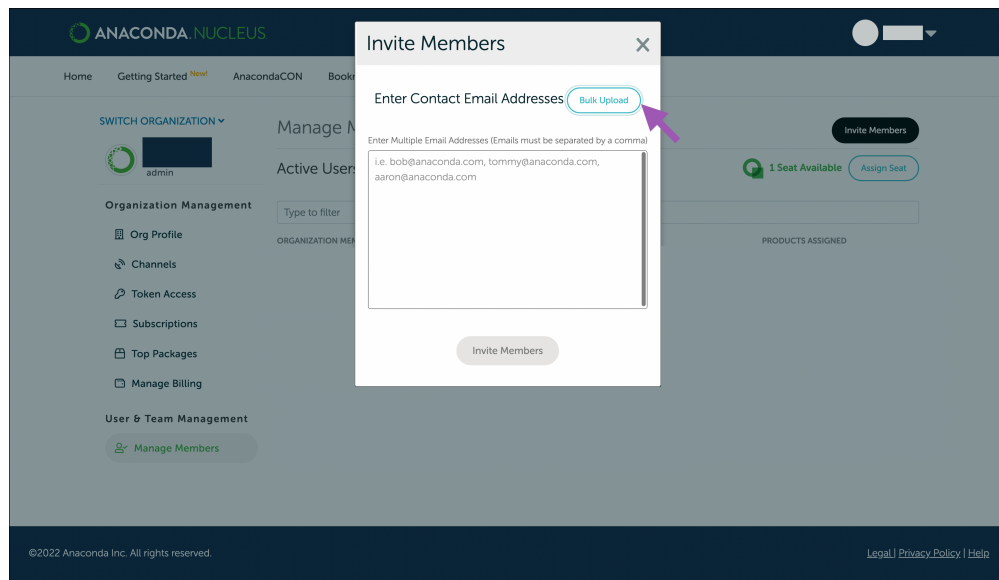 ANACONDA.NUCLEUS
Home Getting Started New! AnacondaCON
SWITCH ORGANIZATION
admin
Organization Management
Org Profile
Channels
Token Access
Subscriptions
Top Packages
Manage Billing
User & Team Management
Manage Members
Manage
Invite Members
Active
1 Seat Available Assign Seat
Type to filter
ORGANIZATION PRODUCTS ASSIGNED
Invite Members
Enter Contact Email Addresses Bulk Upload
Enter Multiple Email Addresses (Emails must be separated by a comma)
i.e. bob@anaconda.com, tommy@anaconda.com,
aaron@anaconda.com
Invite Members
©2022 Anaconda Inc. All rights reserved.
Legal | Privacy Policy | Help